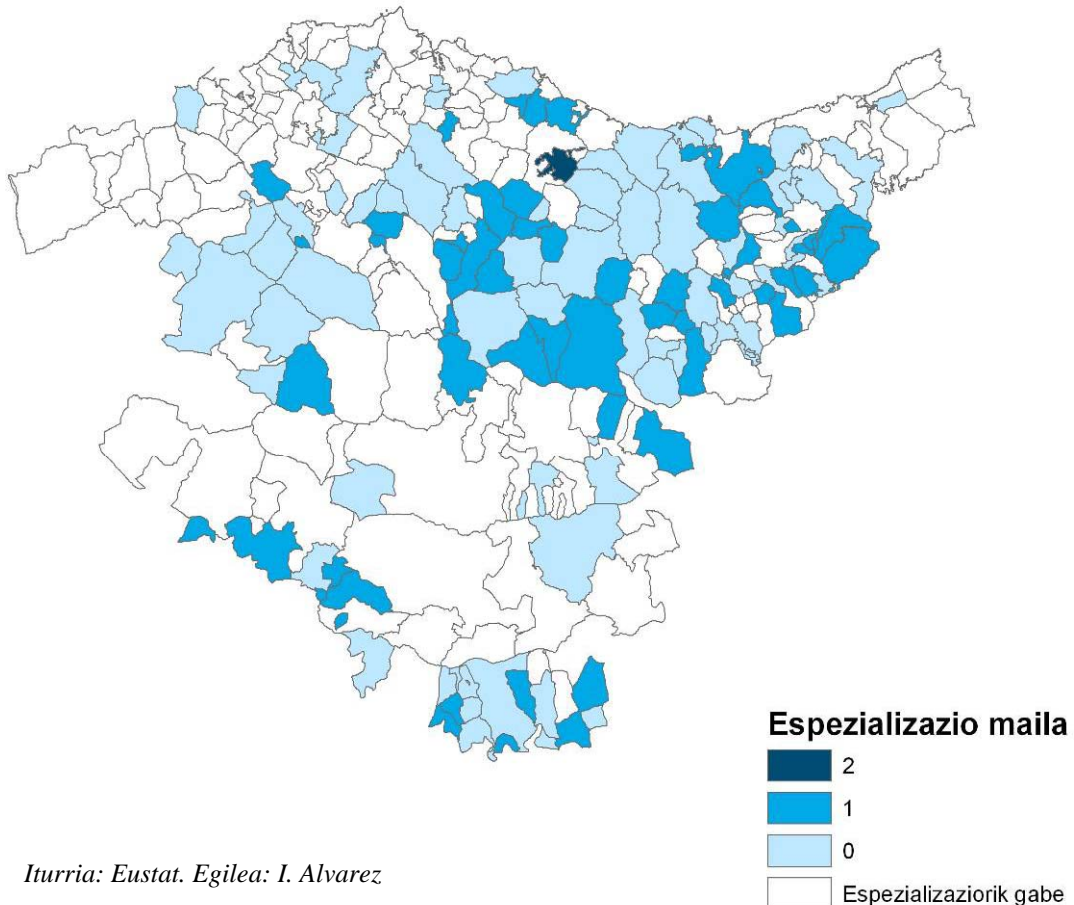 Espezializazio maila
2
1
0
Espezializaziorik gabe
Iturria: Eustat. Egilea: I. Alvarez